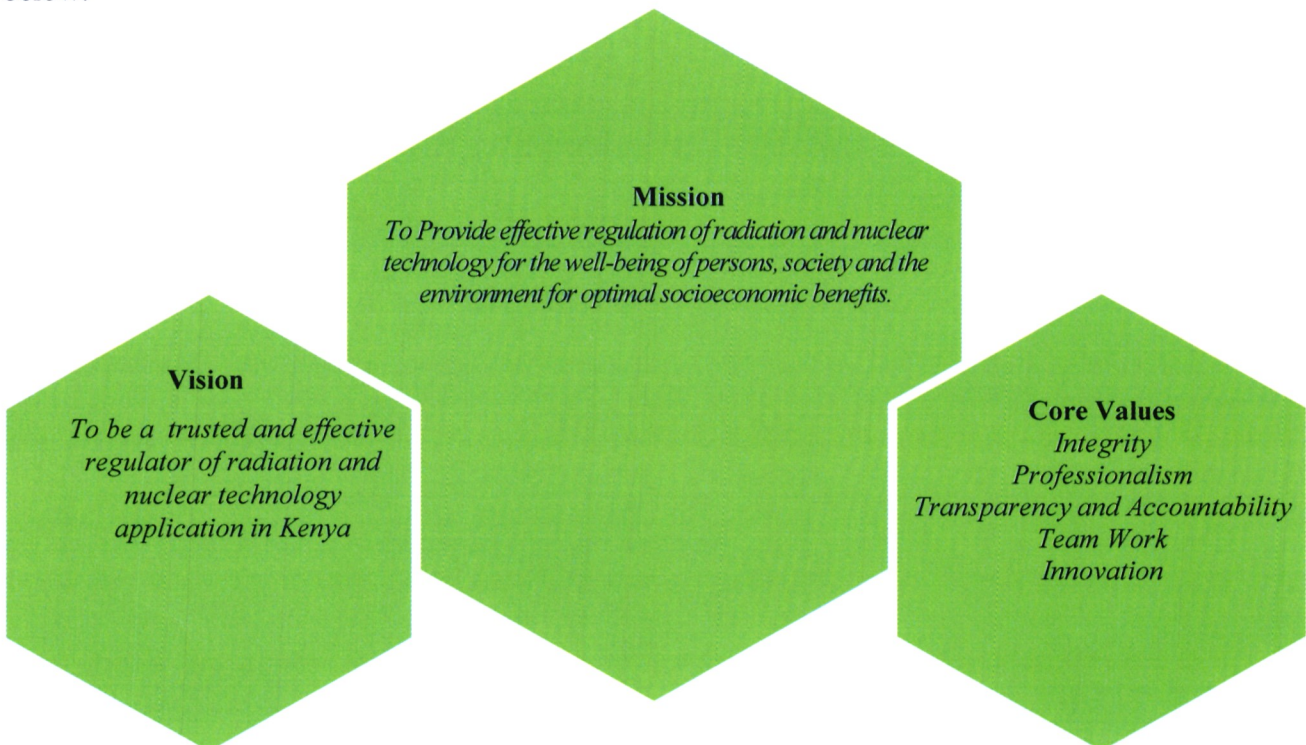 Mission
To Provide effective regulation of radiation and nuclear
technology for the well-being of persons, society and the
environment for optimal socioeconomic benefits.
Vision
To be a  trusted and effective
regulator of radiation and
nuclear technology
application in Kenya
Core Values
Integrity
Professionalism
Transparency and Accountability
Team Work
Innovation